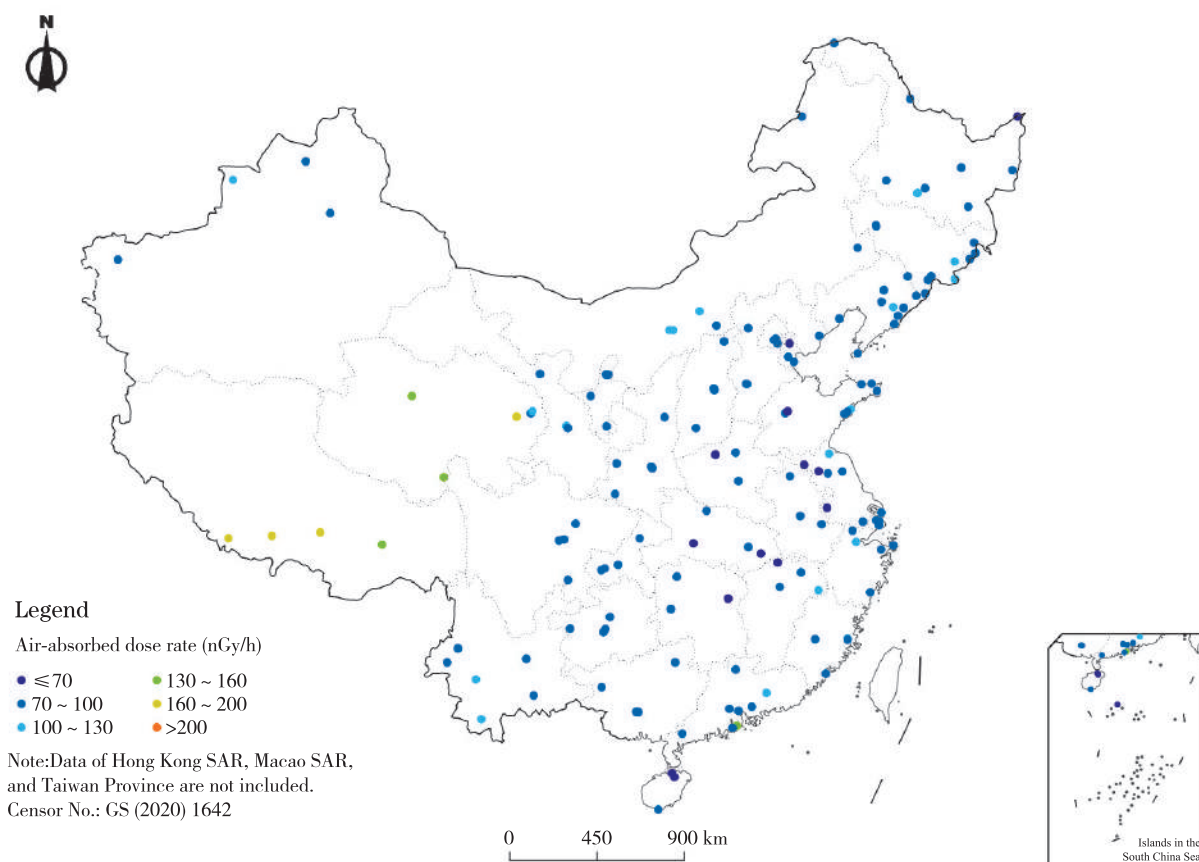 N
Legend
Air-absorbed dose rate (nGy/h)
≤70
130 ~ 160
70 ~ 100
160 ~ 200
100 ~ 130
>200
Note:Data of Hong Kong SAR, Macao SAR,
and Taiwan Province are not included.
Censor No.: GS (2020) 1642
0 450 900 km
Islands in the
South China Sea